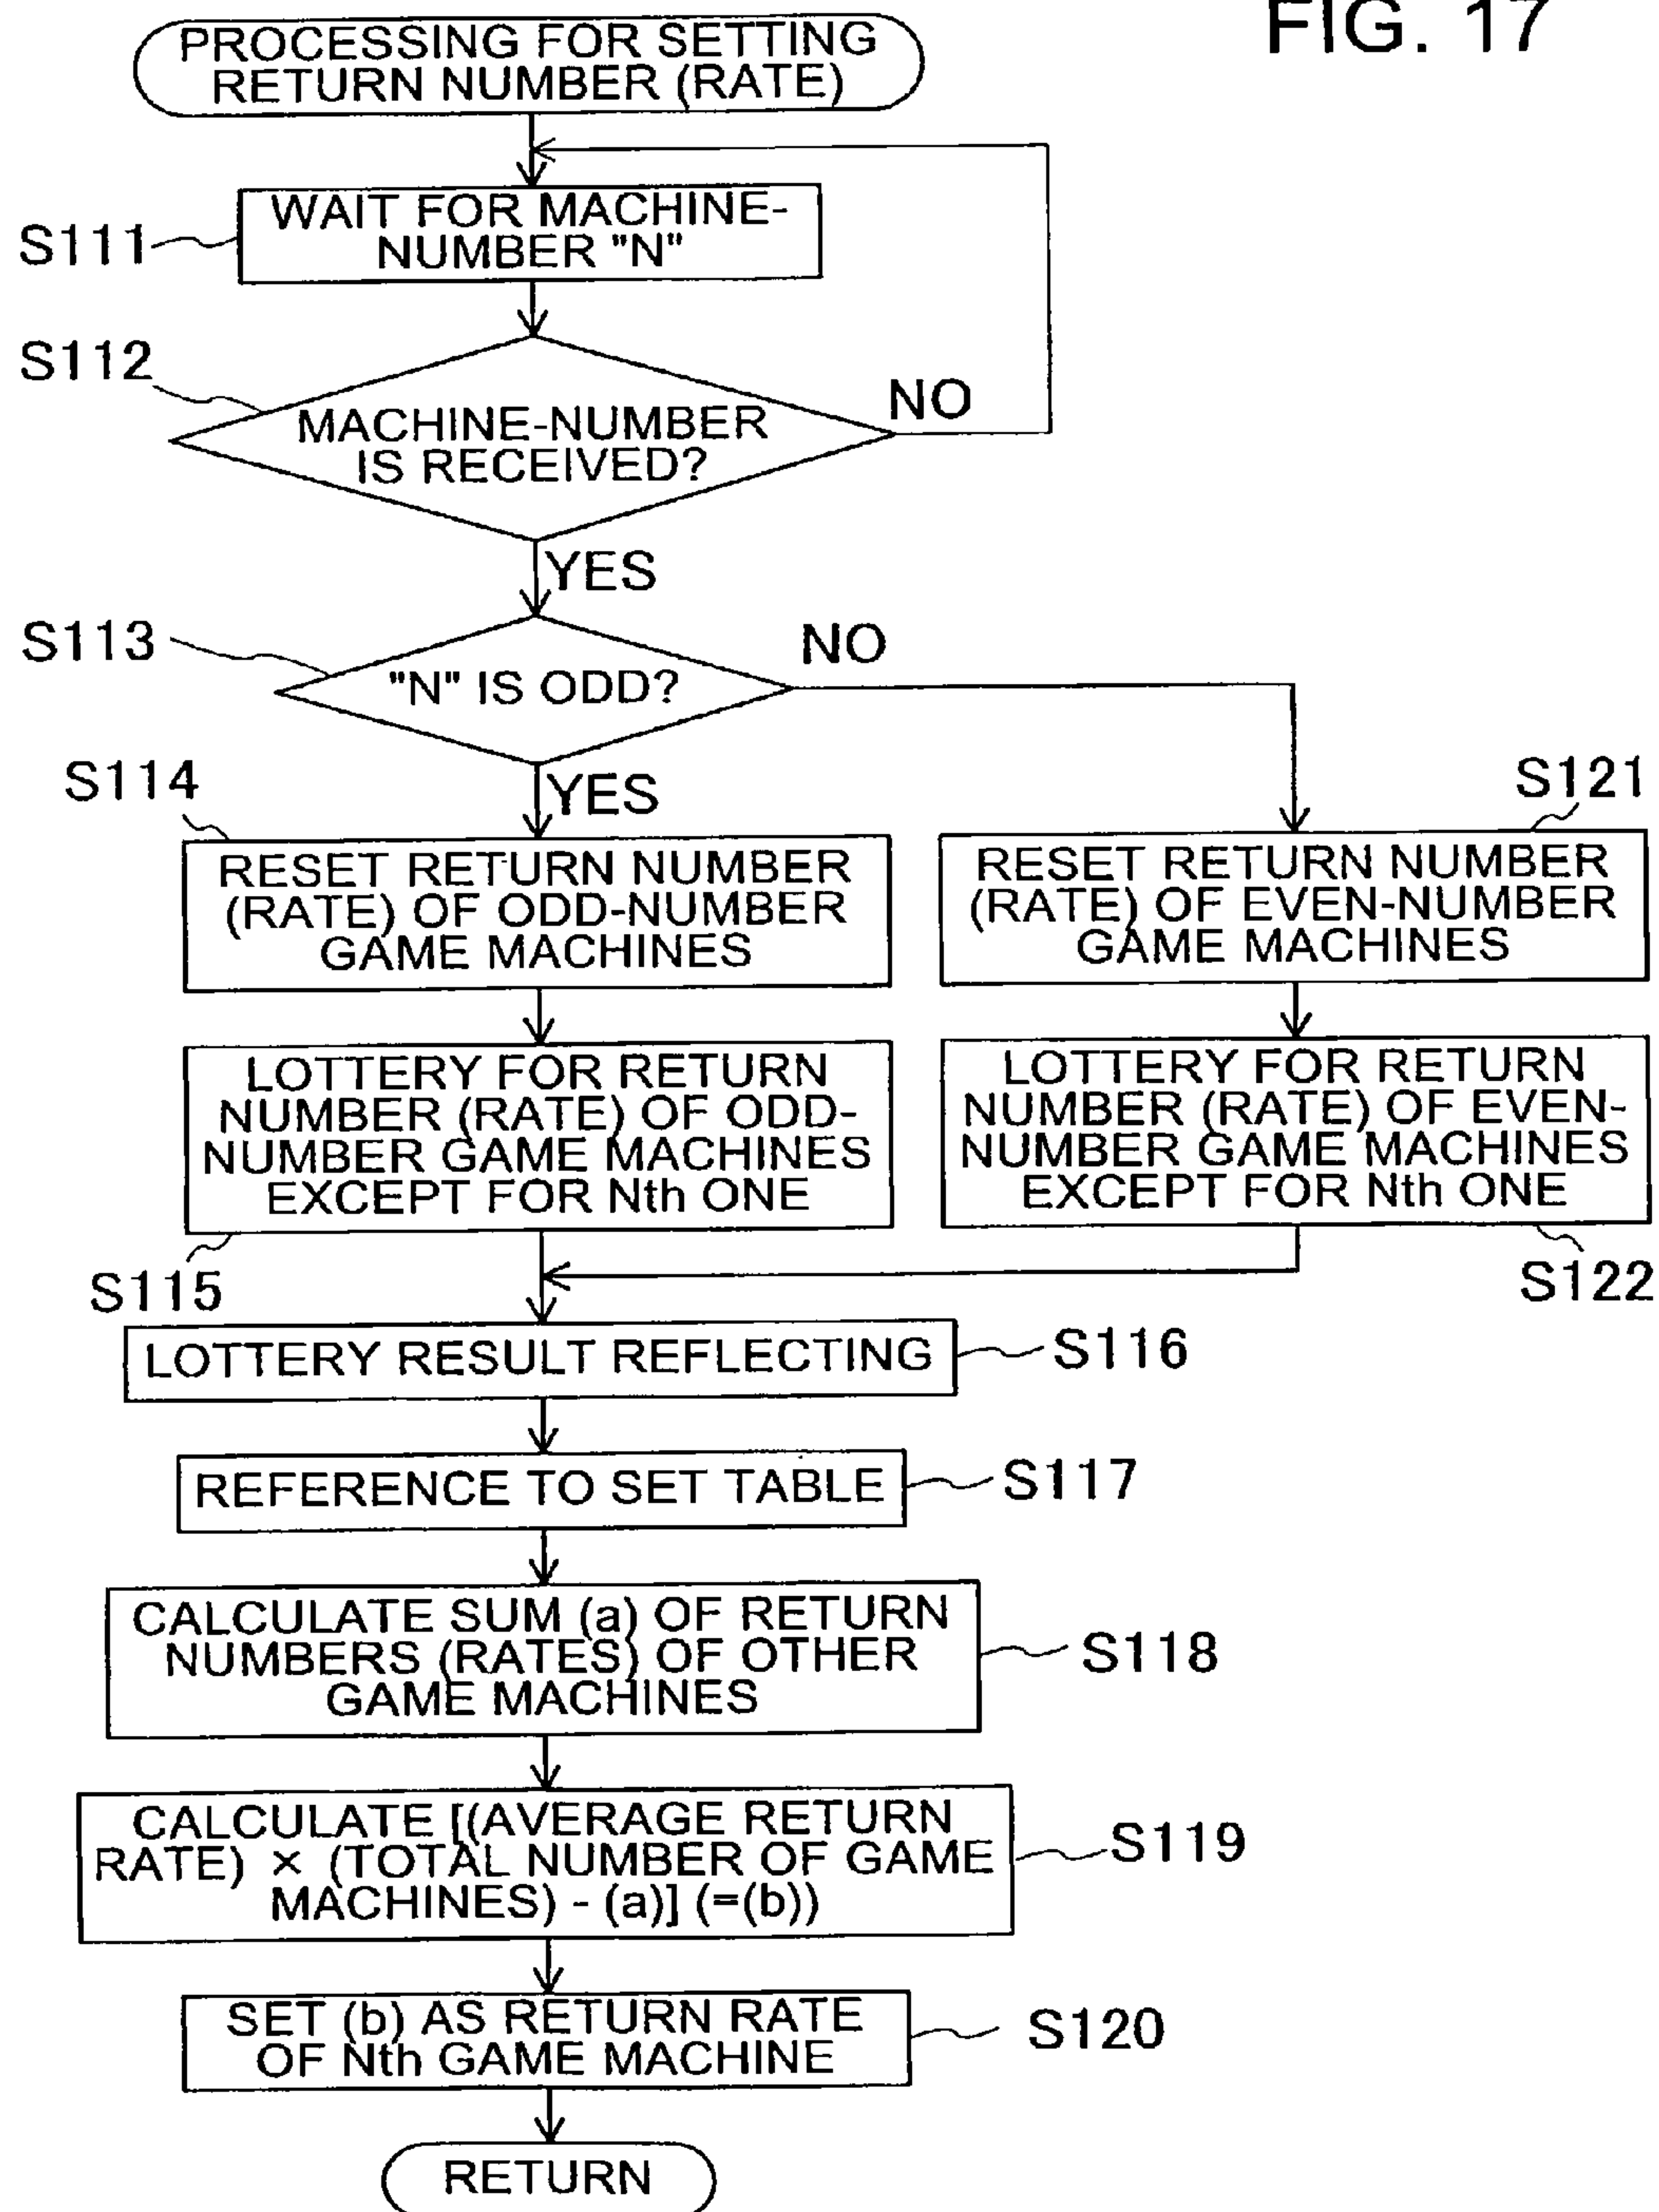 FIG. 17
PROCESSING FOR SETTING
RETURN NUMBER (RATE)
S111
WAIT FOR MACHINE-
NUMBER "N"
S112
MACHINE-NUMBER
IS RECEIVED?
NO
YES
S113
"N" IS ODD?
NO
YES
S114
RESET RETURN NUMBER
(RATE) OF ODD-NUMBER
GAME MACHINES
S121
RESET RETURN NUMBER
(RATE) OF EVEN-NUMBER
GAME MACHINES
LOTTERY FOR RETURN
NUMBER (RATE) OF ODD-
NUMBER GAME MACHINES
EXCEPT FOR Nth ONE
S115
LOTTERY FOR RETURN
NUMBER (RATE) OF EVEN-
NUMBER GAME MACHINES
EXCEPT FOR Nth ONE
S122
LOTTERY RESULT REFLECTING
S116
REFERENCE TO SET TABLE
S117
CALCULATE SUM (a) OF RETURN
NUMBERS (RATES) OF OTHER
GAME MACHINES
S118
CALCULATE [(AVERAGE RETURN
RATE) × (TOTAL NUMBER OF GAME
MACHINES) - (a)] (=(b))
S119
SET (b) AS RETURN RATE
OF Nth GAME MACHINE
S120
RETURN